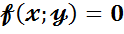 𝓕(𝔁; 𝔂) = 𝟎